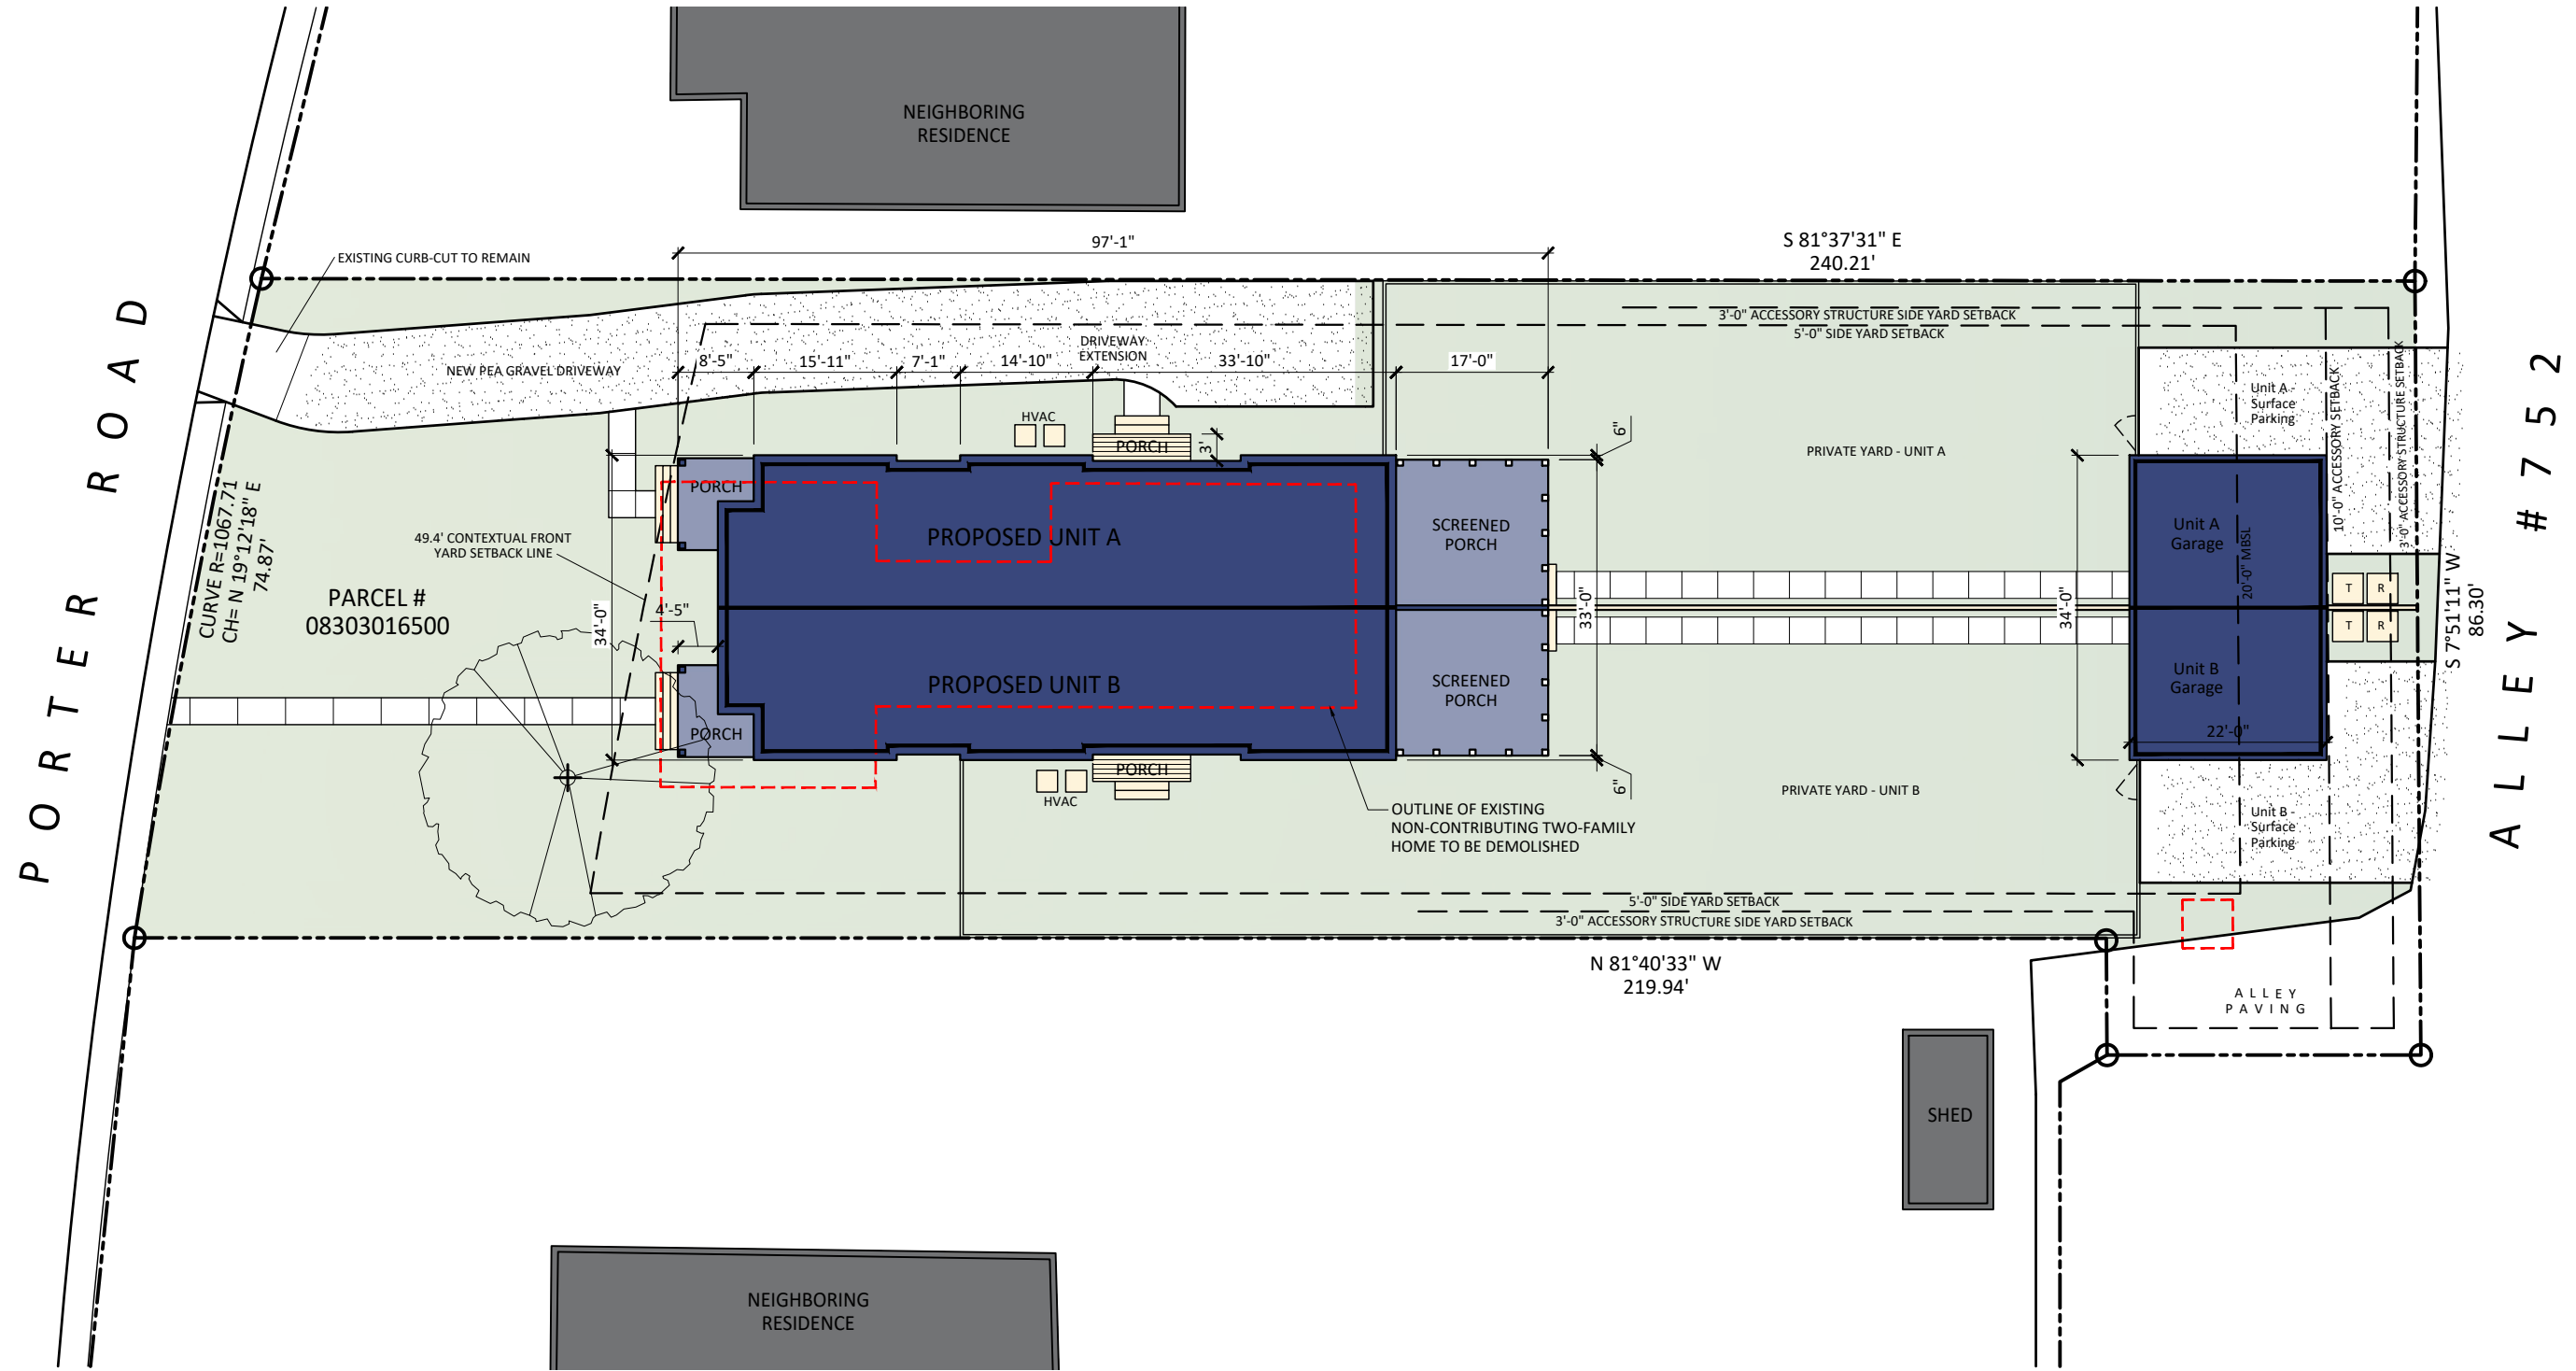 NEIGHBORING
RESIDENCE
97'-1"
S 81°37'31" E
240.21'
EXISTING CURB-CUT TO REMAIN
3'-0" ACCESSORY STRUCTURE SIDE YARD SETBACK
5'-0" SIDE YARD SETBACK
DRIVEWAY
EXTENSION
8'-5"
15'-11"
7'-1"
14'-10"
33'-10"
17'-0"
NEW PEA GRAVEL DRIVEWAY
PORTER ROAD
ALLEY #752
Unit A -
Surface
Parking
10'-0" ACCESSORY SETBACK
3'-0" ACCESSORY STRUCTURE SETBACK
HVAC
PORCH
3'
6"
PRIVATE YARD - UNIT A
PORCH
CURVE R=1067.71
CH= N 19°12'18" E
74.87'
49.4' CONTEXTUAL FRONT
YARD SETBACK LINE
PROPOSED UNIT A
SCREENED
PORCH
Unit A
Garage
20'-0" MBSL
PARCEL #
08303016500
34'-0"
4'-5"
33'-0"
34'-0"
T
R
T
R
S 7°51'11" W
86.30'
PROPOSED UNIT B
SCREENED
PORCH
Unit B
Garage
PORCH
22'-0"
PORCH
HVAC
6"
PRIVATE YARD - UNIT B
OUTLINE OF EXISTING
NON-CONTRIBUTING TWO-FAMILY
HOME TO BE DEMOLISHED
Unit B -
Surface
Parking
5'-0" SIDE YARD SETBACK
3'-0" ACCESSORY STRUCTURE SIDE YARD SETBACK
N 81°40'33" W
219.94'
ALLEY
PAVING
SHED
NEIGHBORING
RESIDENCE